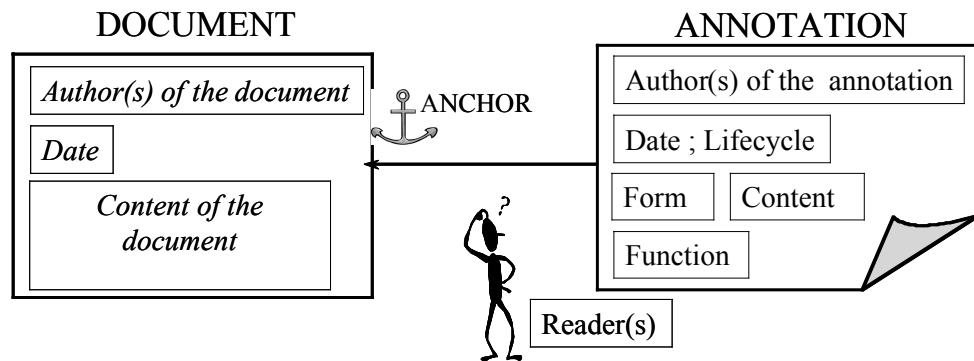 DOCUMENT
Author(s) of the document
Date
Content of the
document
ANCHOR
?
Reader(s)
ANNOTATION
Author(s) of the annotation
Date ; Lifecycle
Form
Content
Function